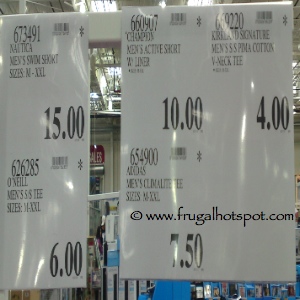 673491
NAUTICA
MEN'S SWIM SHORT
SIZES: M-XXL
15.00
626285
O'NEILL
MEN'S S/S TEE
SIZES: M-XXL
6.00
660907
CHAMPION
MEN'S ACTIVE SHORT
W/ LINER
10.00
654900
ADIDAS
MEN'S CLIMALITE TEE
SIZES: M-XXL
7.50
669220
KIRKLAND SIGNATURE
MEN'S S/S PIMA COTTON
V-NECK TEE
4.00
www.frugalhotspot.com